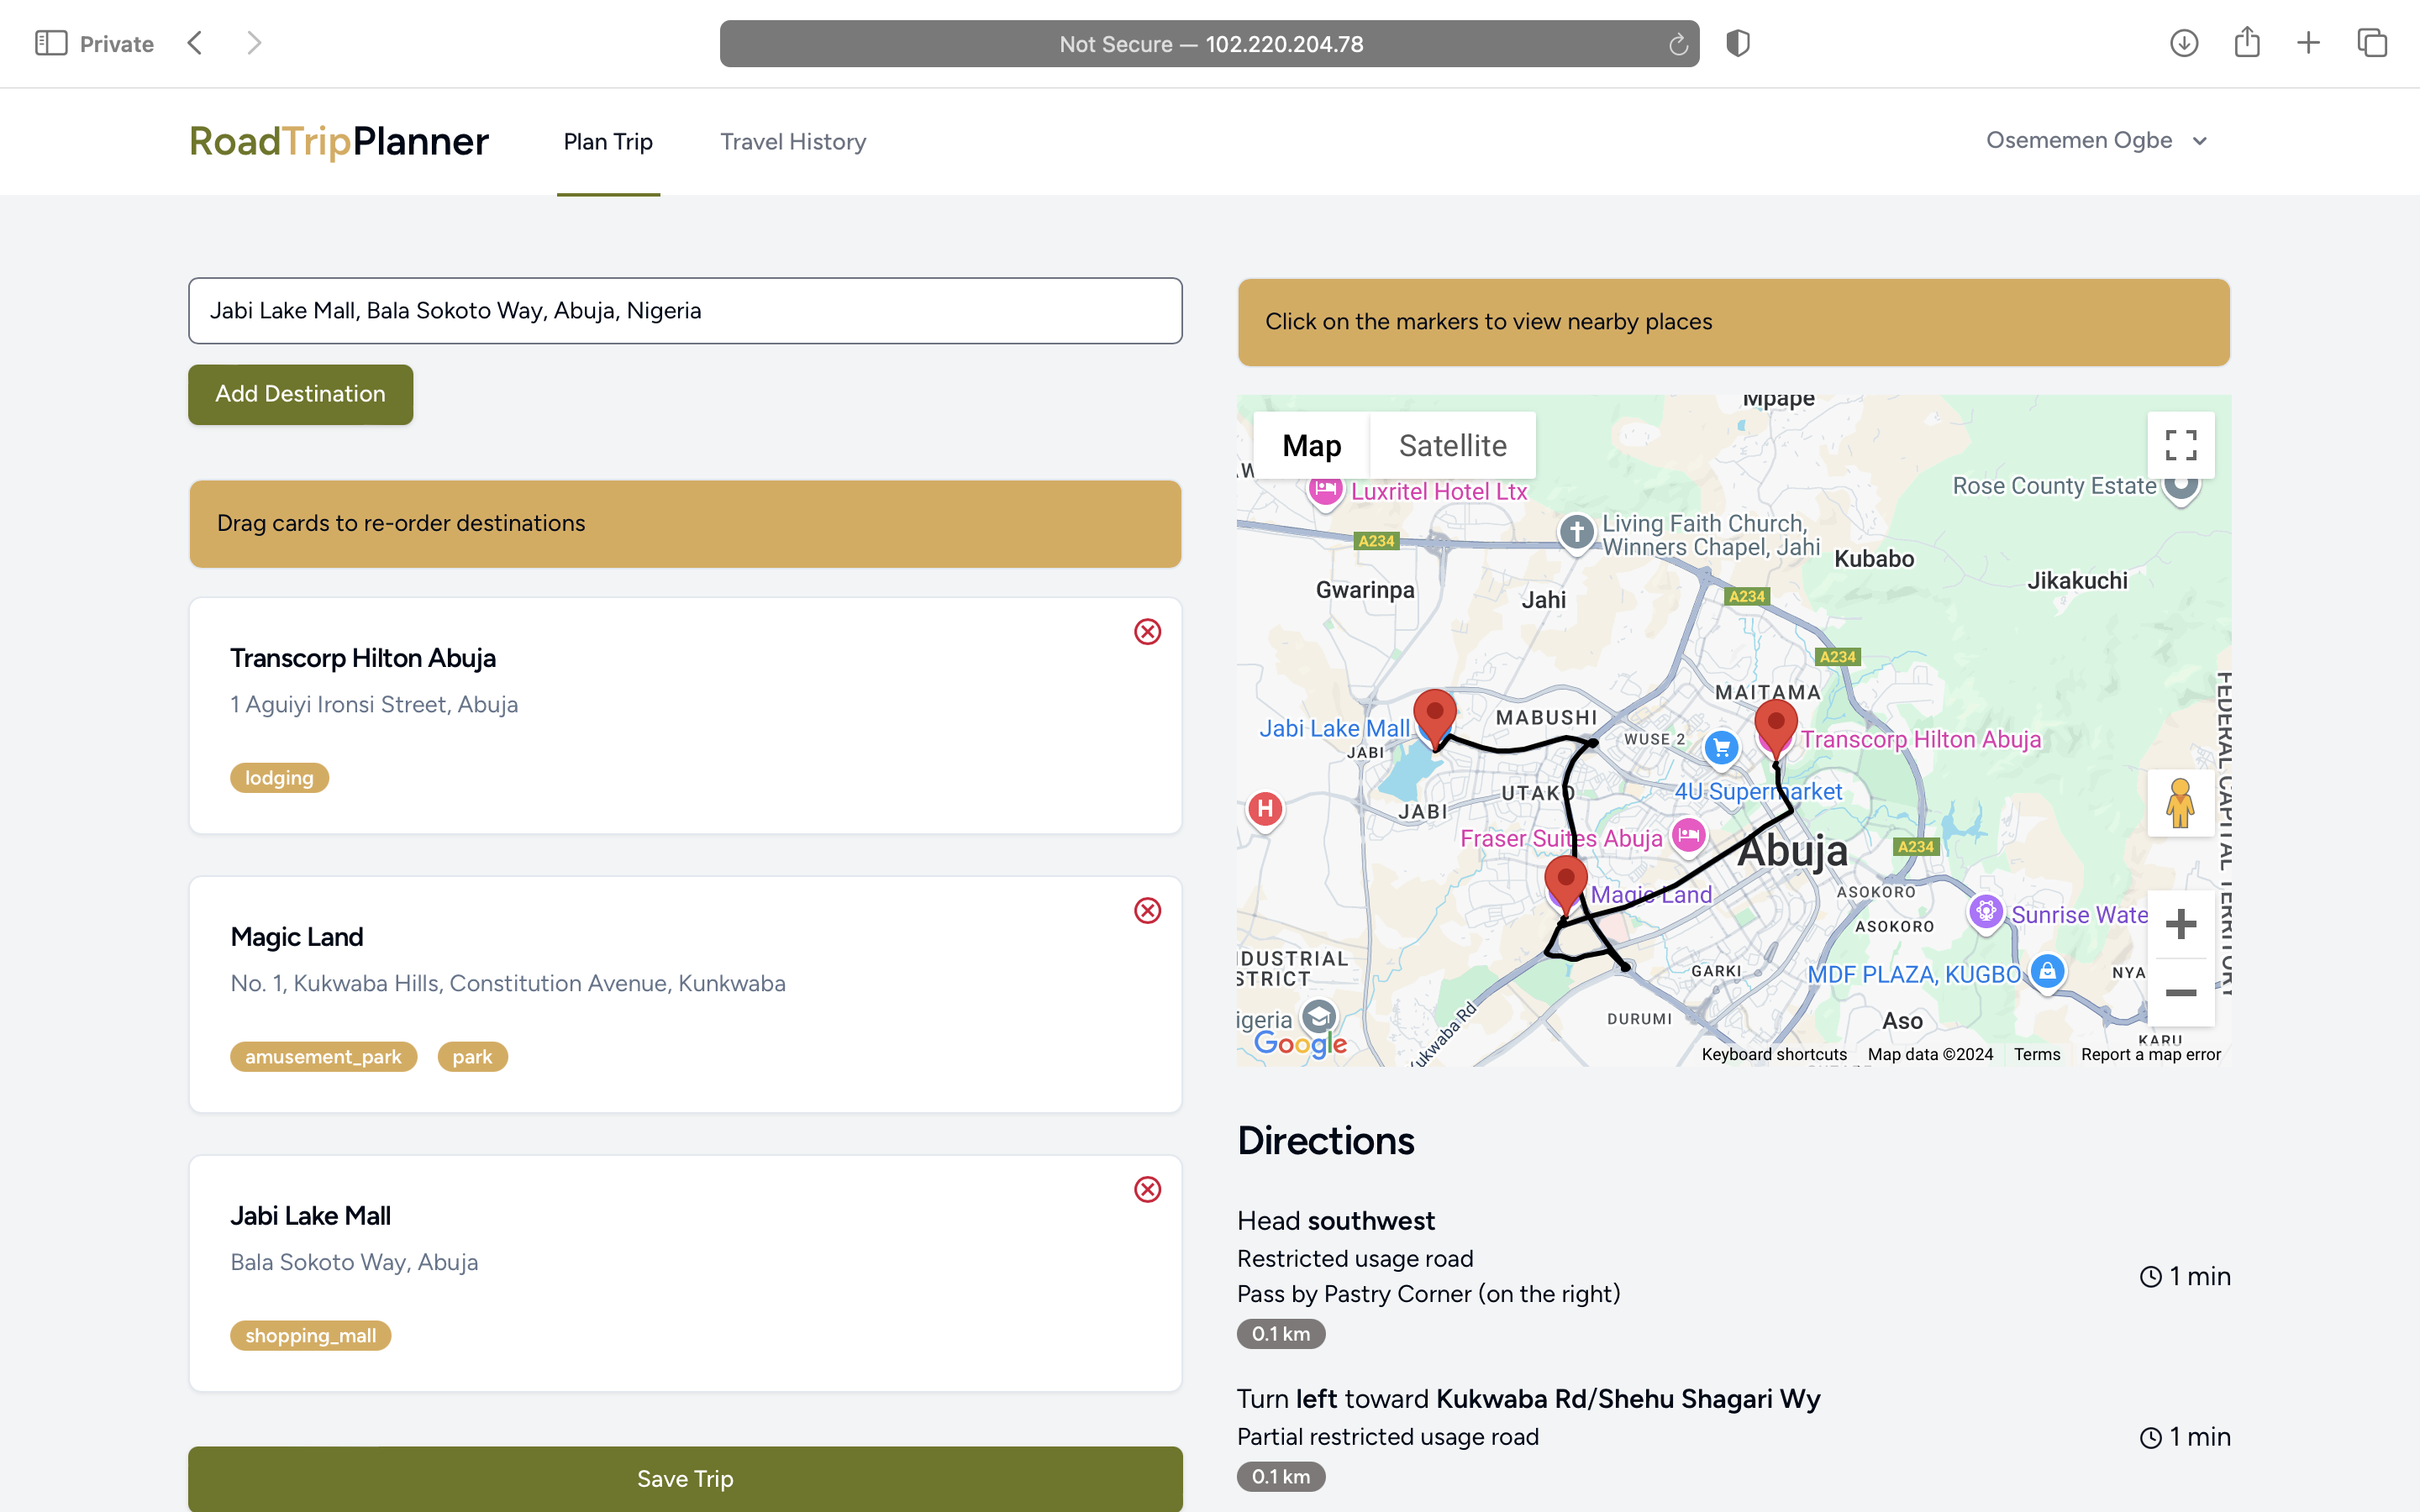 Private
Not Secure — 102.220.204.78
RoadTripPlanner
Plan Trip
Travel History
Osememen Ogbe
Jabi Lake Mall, Bala Sokoto Way, Abuja, Nigeria
Add Destination
Drag cards to re-order destinations
Transcorp Hilton Abuja
1 Aguiyi Ironsi Street, Abuja
lodging
Magic Land
No. 1, Kukwaba Hills, Constitution Avenue, Kunkwaba
amusement_park park
Jabi Lake Mall
Bala Sokoto Way, Abuja
shopping_mall
Save Trip
Click on the markers to view nearby places
Mpape
Map
Satellite
Luxritel Hotel Ltx
Rose County Estate
Living Faith Church,
Winners Chapel, Jahi
A234
Kubabo
Jikakuchi
Gwarinpa
Jahi
A234
A234
MAITAMA
MABUSHI
Jabi Lake Mall
JABI
WUSE 2
Transcorp Hilton Abuja
FEDERAL CAPITAL TERRITORY
UTAKO
4U Supermarket
JABI
H
Fraser Suites Abuja
Abuja
A234
Magic Land
ASOKORO
Sunrise Wate
ASOKORO
DUSTRIAL
STRICT
GARKI
MDF PLAZA, KUGBO
NYA
igeria
DURUMI
Aso
Kukwaba Rd
KARU
Google
Keyboard shortcuts
Map data ©2024
Terms
Report a map error
Directions
Head southwest
Restricted usage road
Pass by Pastry Corner (on the right)
1 min
0.1 km
Turn left toward Kukwaba Rd/Shehu Shagari Wy
Partial restricted usage road
1 min
0.1 km